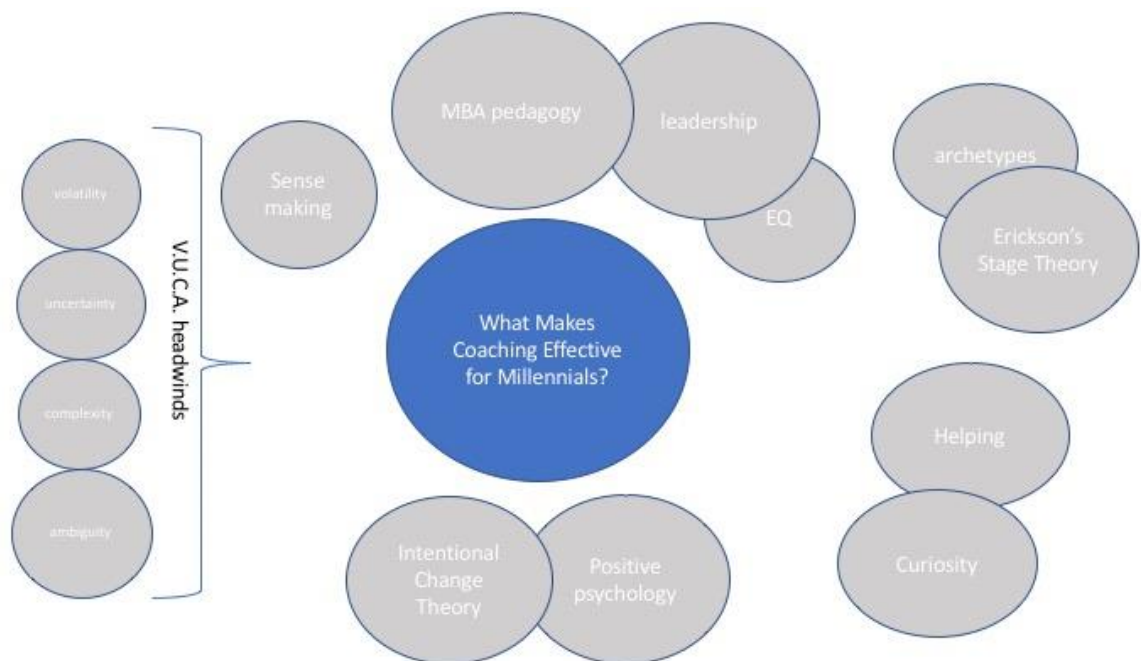 MBA pedagogy
leadership
EQ
archetypes
Erickson's
Stage Theory
Sense
making
volatility
uncertainty
complexity
ambiguity
V.U.C.A. headwinds
What Makes
Coaching Effective
for Millennials?
Helping
Curiosity
Intentional
Change
Theory
Positive
psychology